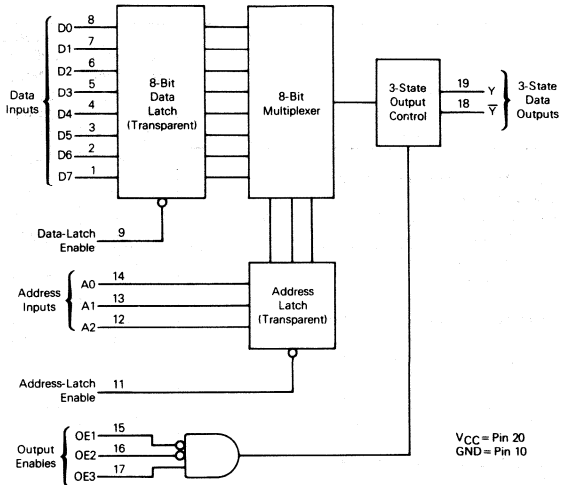 Data
Inputs
D0 8
D1 7
D2 6
D3 5
D4 4
D5 3
D6 2
D7 1
8-Bit
Data
Latch
(Transparent)
8-Bit
Multiplexer
3-State
Output
Control
19 Y
18 Y̅
3-State
Data
Outputs
Data-Latch
Enable
9
Address
Inputs
A0 14
A1 13
A2 12
Address
Latch
(Transparent)
Address-Latch
Enable
11
Output
Enables
OE1 15
OE2 16
OE3 17
VCC = Pin 20
GND = Pin 10